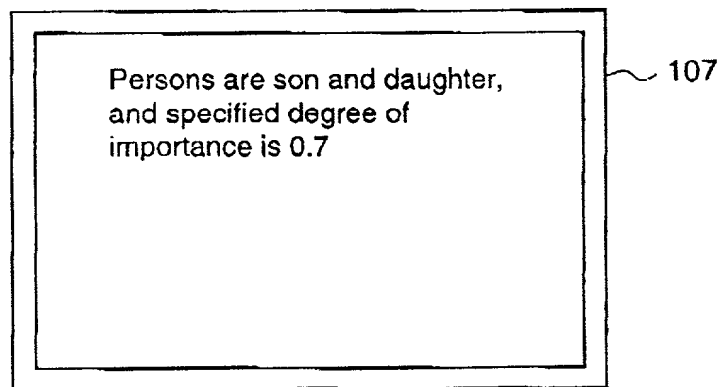 Persons are son and daughter,
and specified degree of
importance is 0.7
107